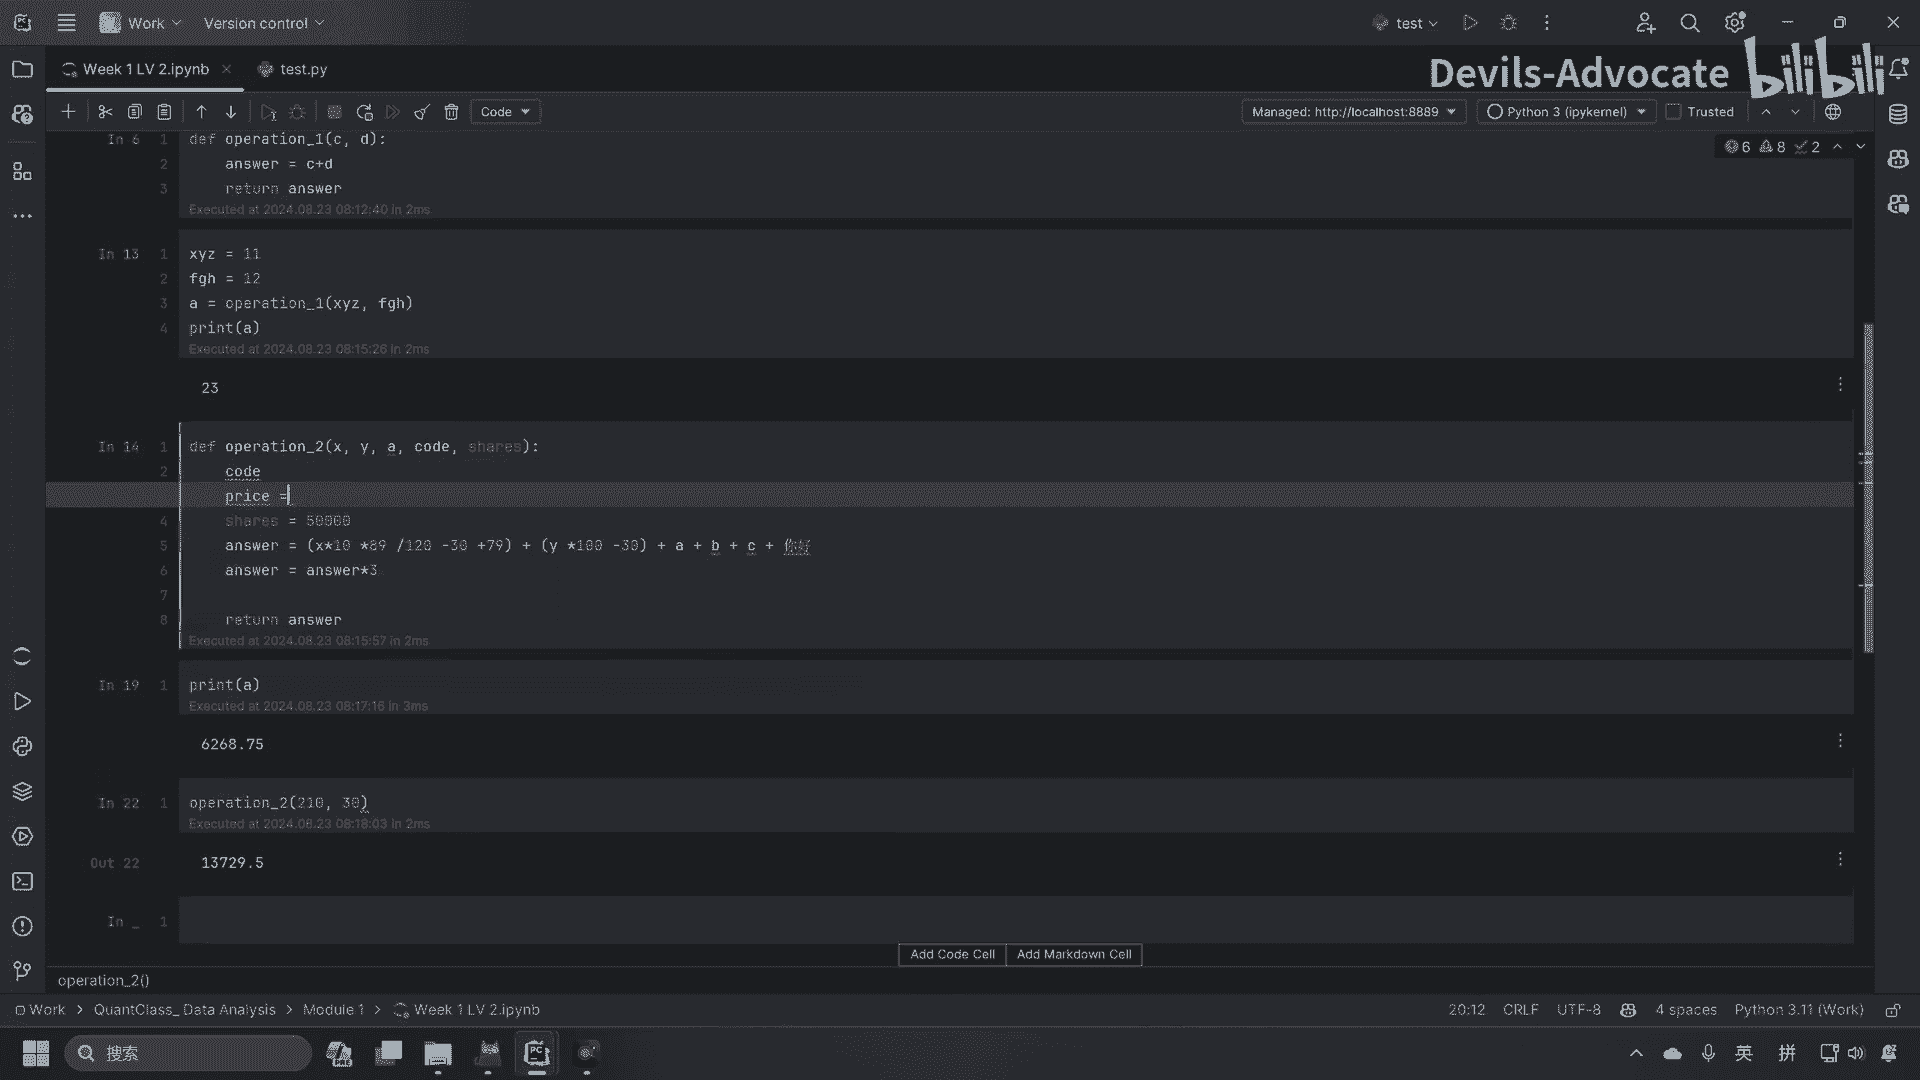 Work
Version control
test
Week 1 LV 2.ipynb
test.py
Devils-Advocate
bilibili
Code
Managed: http://localhost:8889
Python 3 (ipykernel)
Trusted
6 8 2
In 6 1 def operation_1(c, d):
2 answer = c+d
3 return answer
Executed at 2024.08.23 08:12:40 in 2ms
In 13 1 xyz = 11
2 fgh = 12
3 a = operation_1(xyz, fgh)
4 print(a)
Executed at 2024.08.23 08:15:26 in 2ms
23
In 14 1 def operation_2(x, y, a, code, shares):
2 code
price =
4 shares = 50000
5 answer = (x*10 *89 /120 -30 +79) + (y *100 -30) + a + b + c + 你好
6 answer = answer*3
7
8 return answer
Executed at 2024.08.23 08:15:57 in 2ms
In 19 1 print(a)
Executed at 2024.08.23 08:17:16 in 3ms
6268.75
In 22 1 operation_2(210, 30)
Executed at 2024.08.23 08:18:03 in 2ms
Out 22 13729.5
In _ 1
Add Code Cell Add Markdown Cell
operation_2()
Work > QuantClass_ Data Analysis > Module 1 > Week 1 LV 2.ipynb
20:12 CRLF UTF-8 4 spaces Python 3.11 (Work)
搜索
英 拼